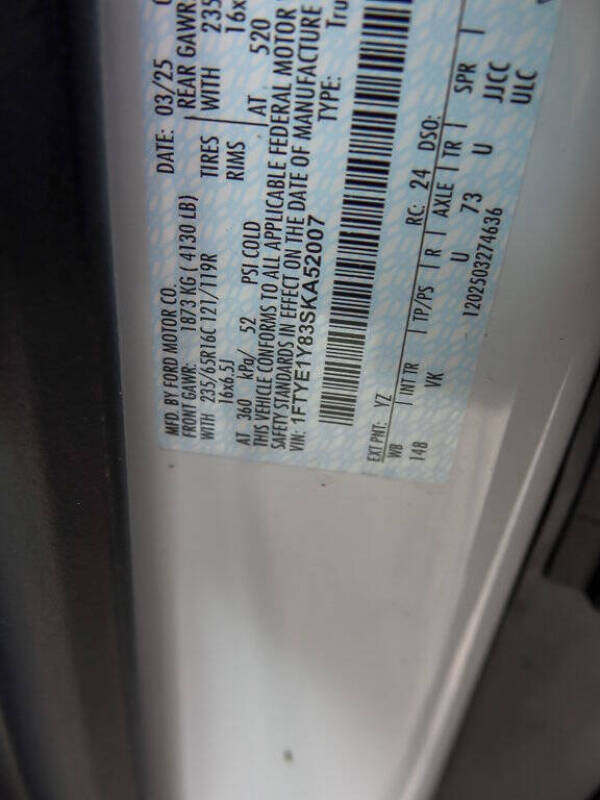 MFD. BY FORD MOTOR CO. DATE: 03/25
FRONT GAWR: 1873 KG ( 4130 LB) REAR GAWR:
WITH 235/65R16C 121/119R TIRES WITH 235
16x6.5J RIMS 16x
AT 360 kPa/ 52 PSI COLD AT 520
THIS VEHICLE CONFORMS TO ALL APPLICABLE FEDERAL MOTOR
SAFETY STANDARDS IN EFFECT ON THE DATE OF MANUFACTURE
VIN: 1FTYE1Y83SKA52007 TYPE: Tru
EXT PNT: YZ RC: 24 DSO:
WB | INT TR | TP/PS | R | AXLE | TR | SPR |
148 VK U 73 U JJCC
1202503274636 ULC